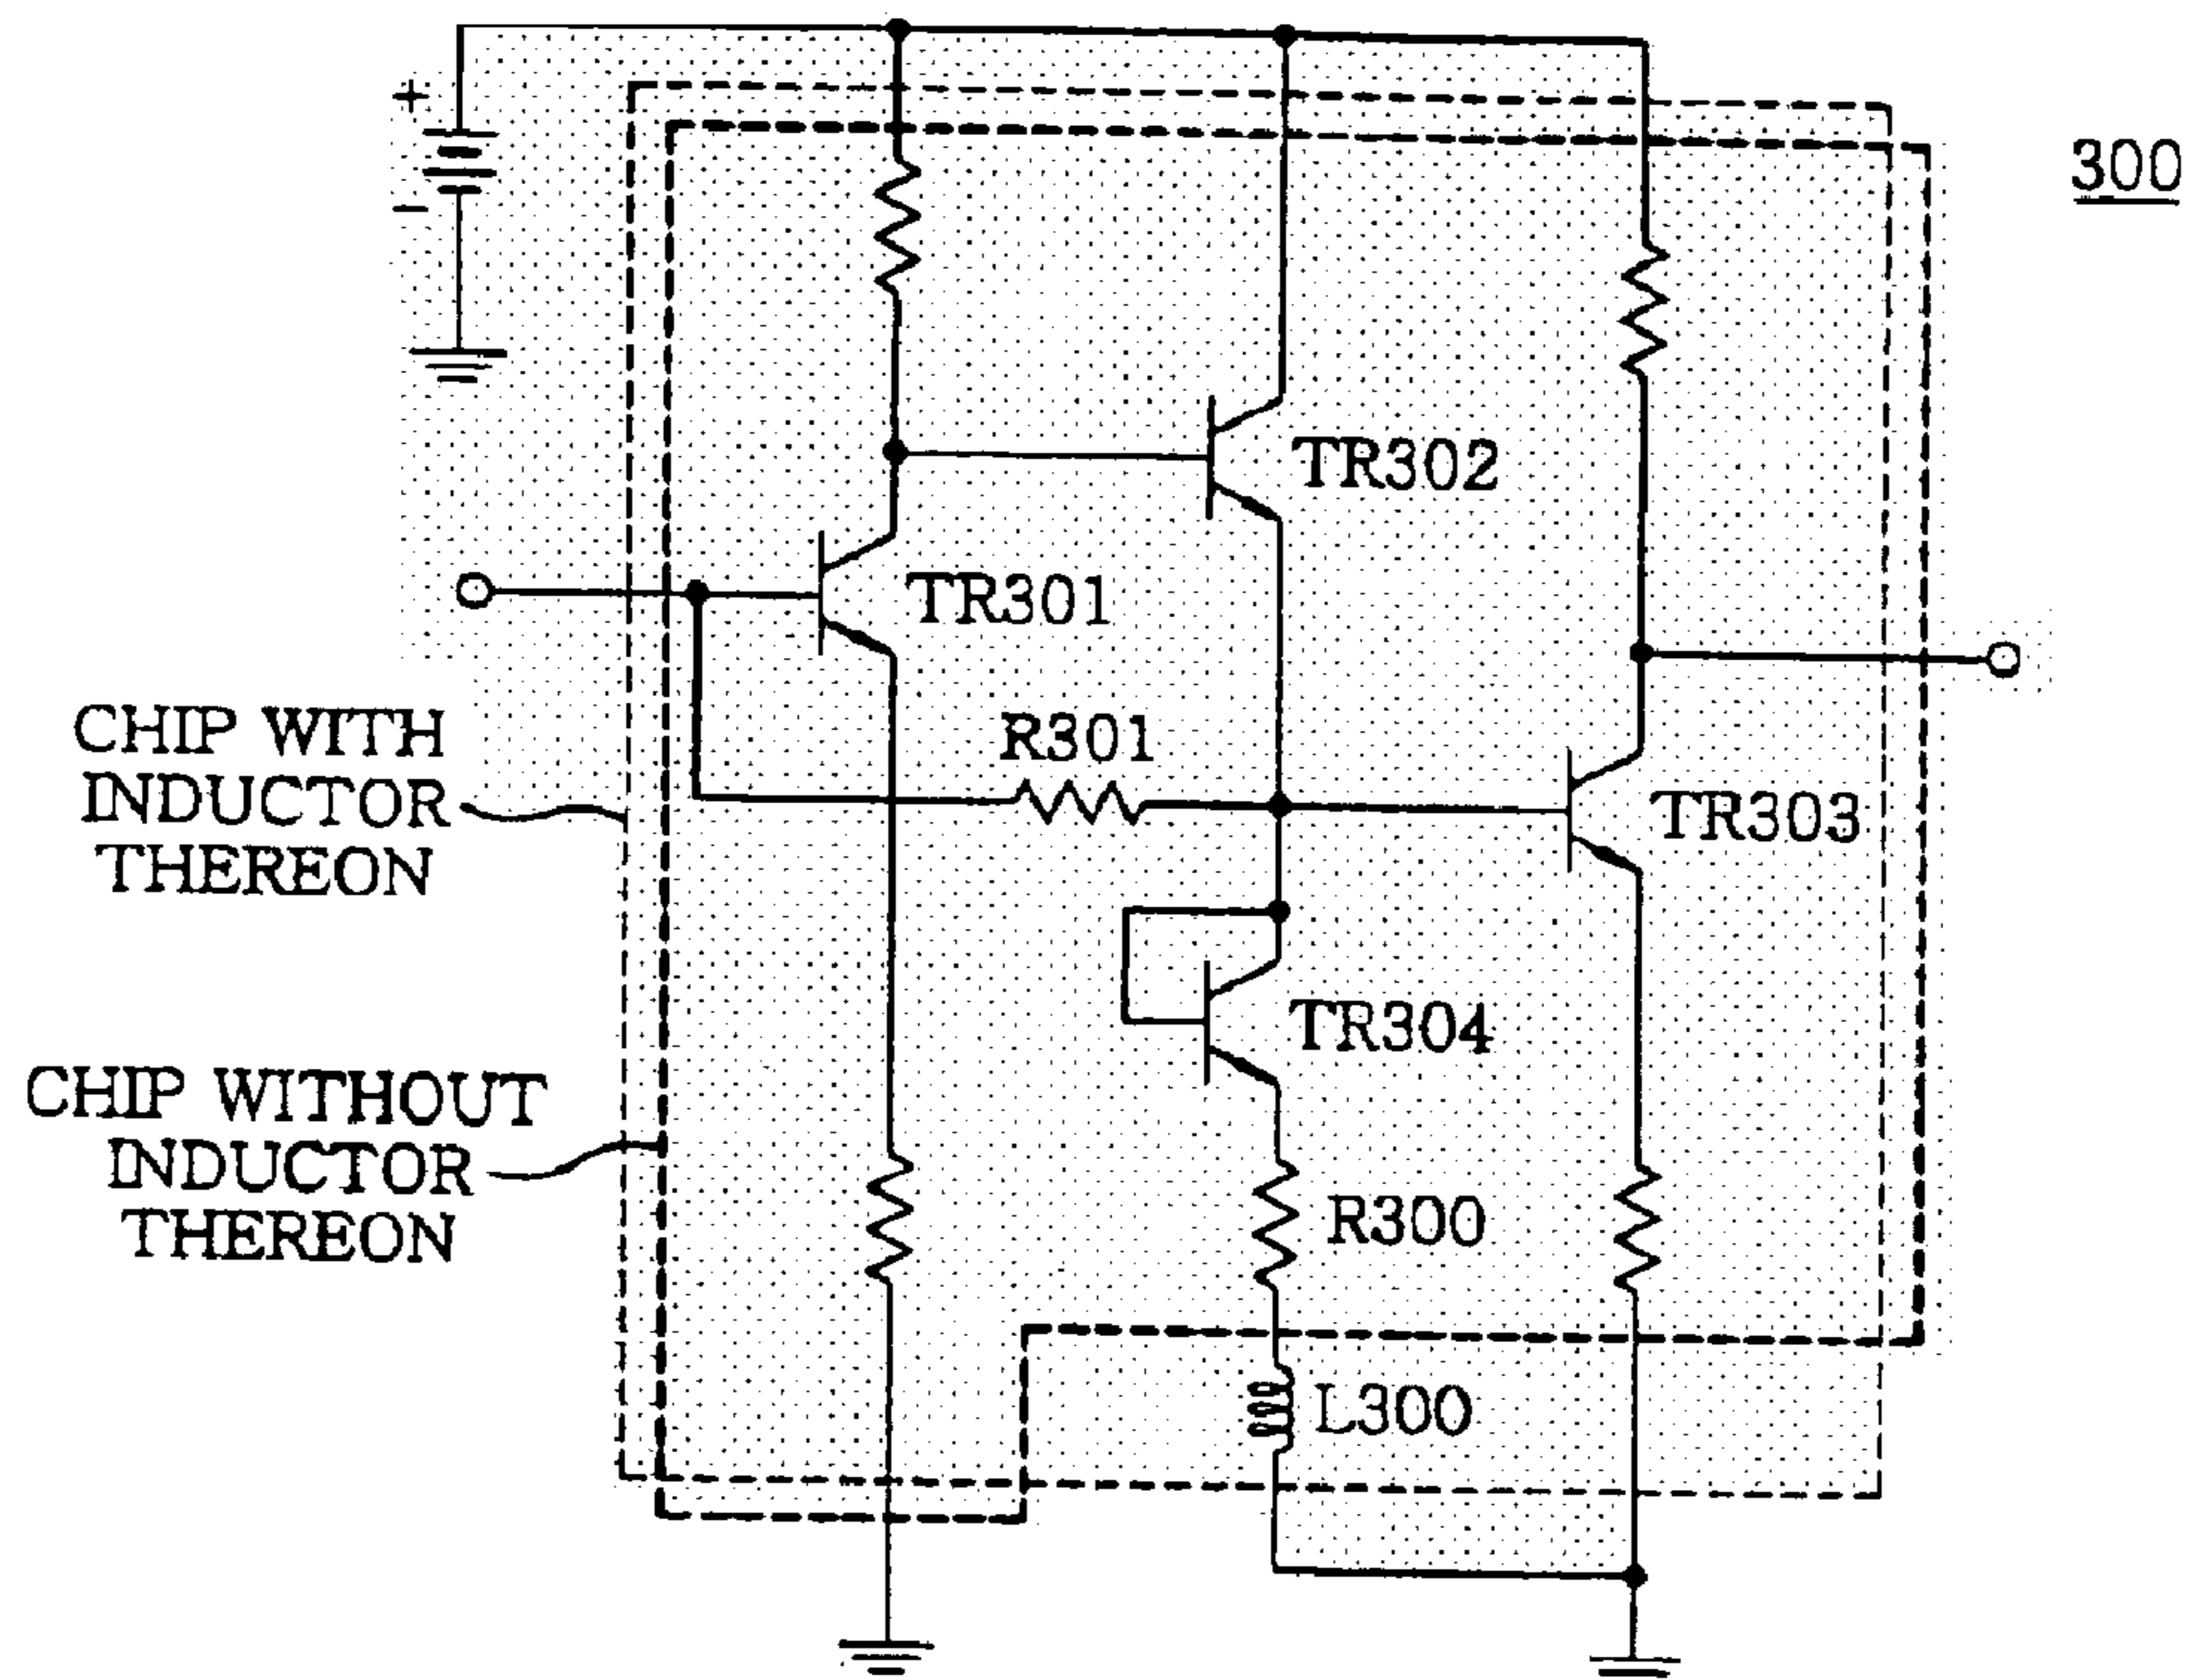 +
300
−
TR302
TR301
CHIP WITH
INDUCTOR
THEREON
R301
TR303
TR304
CHIP WITHOUT
INDUCTOR
THEREON
R300
L300